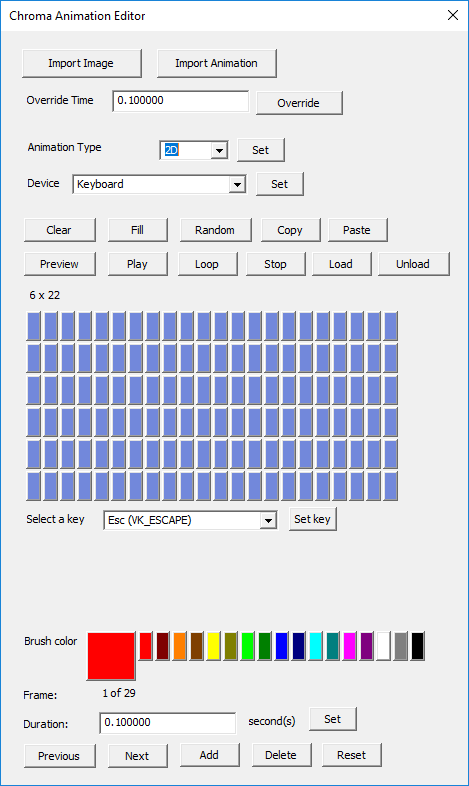 Chroma Animation Editor
Import Image Import Animation
Override Time 0.100000 Override
Animation Type 2D Set
Device Keyboard Set
Clear Fill Random Copy Paste
Preview Play Loop Stop Load Unload
6 x 22
Select a key Esc (VK_ESCAPE) Set key
Brush color
Frame: 1 of 29
Duration: 0.100000 second(s) Set
Previous Next Add Delete Reset